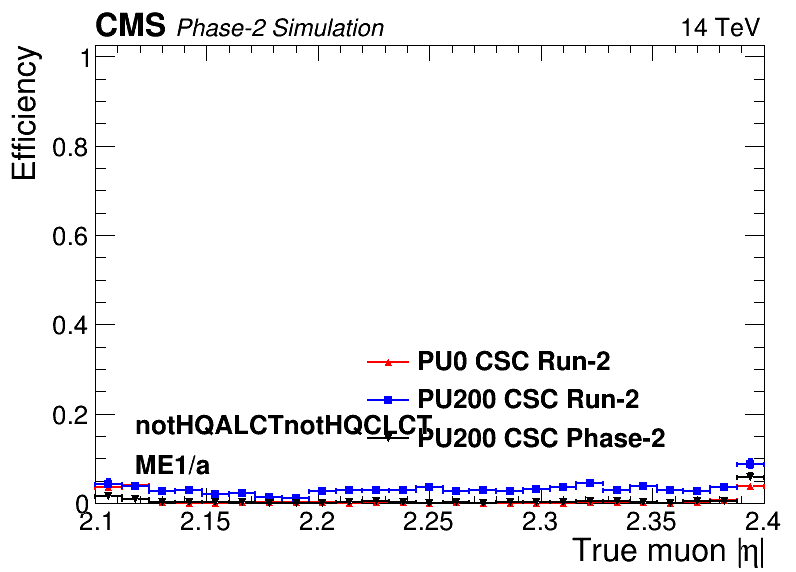 CMS Phase-2 Simulation 14 TeV
Efficiency
1
0.8
0.6
0.4
0.2
0
PU0 CSC Run-2
PU200 CSC Run-2
notHQALCTnotHQCLCT
PU200 CSC Phase-2
ME1/a
2.1 2.15 2.2 2.25 2.3 2.35 2.4
True muon |η|